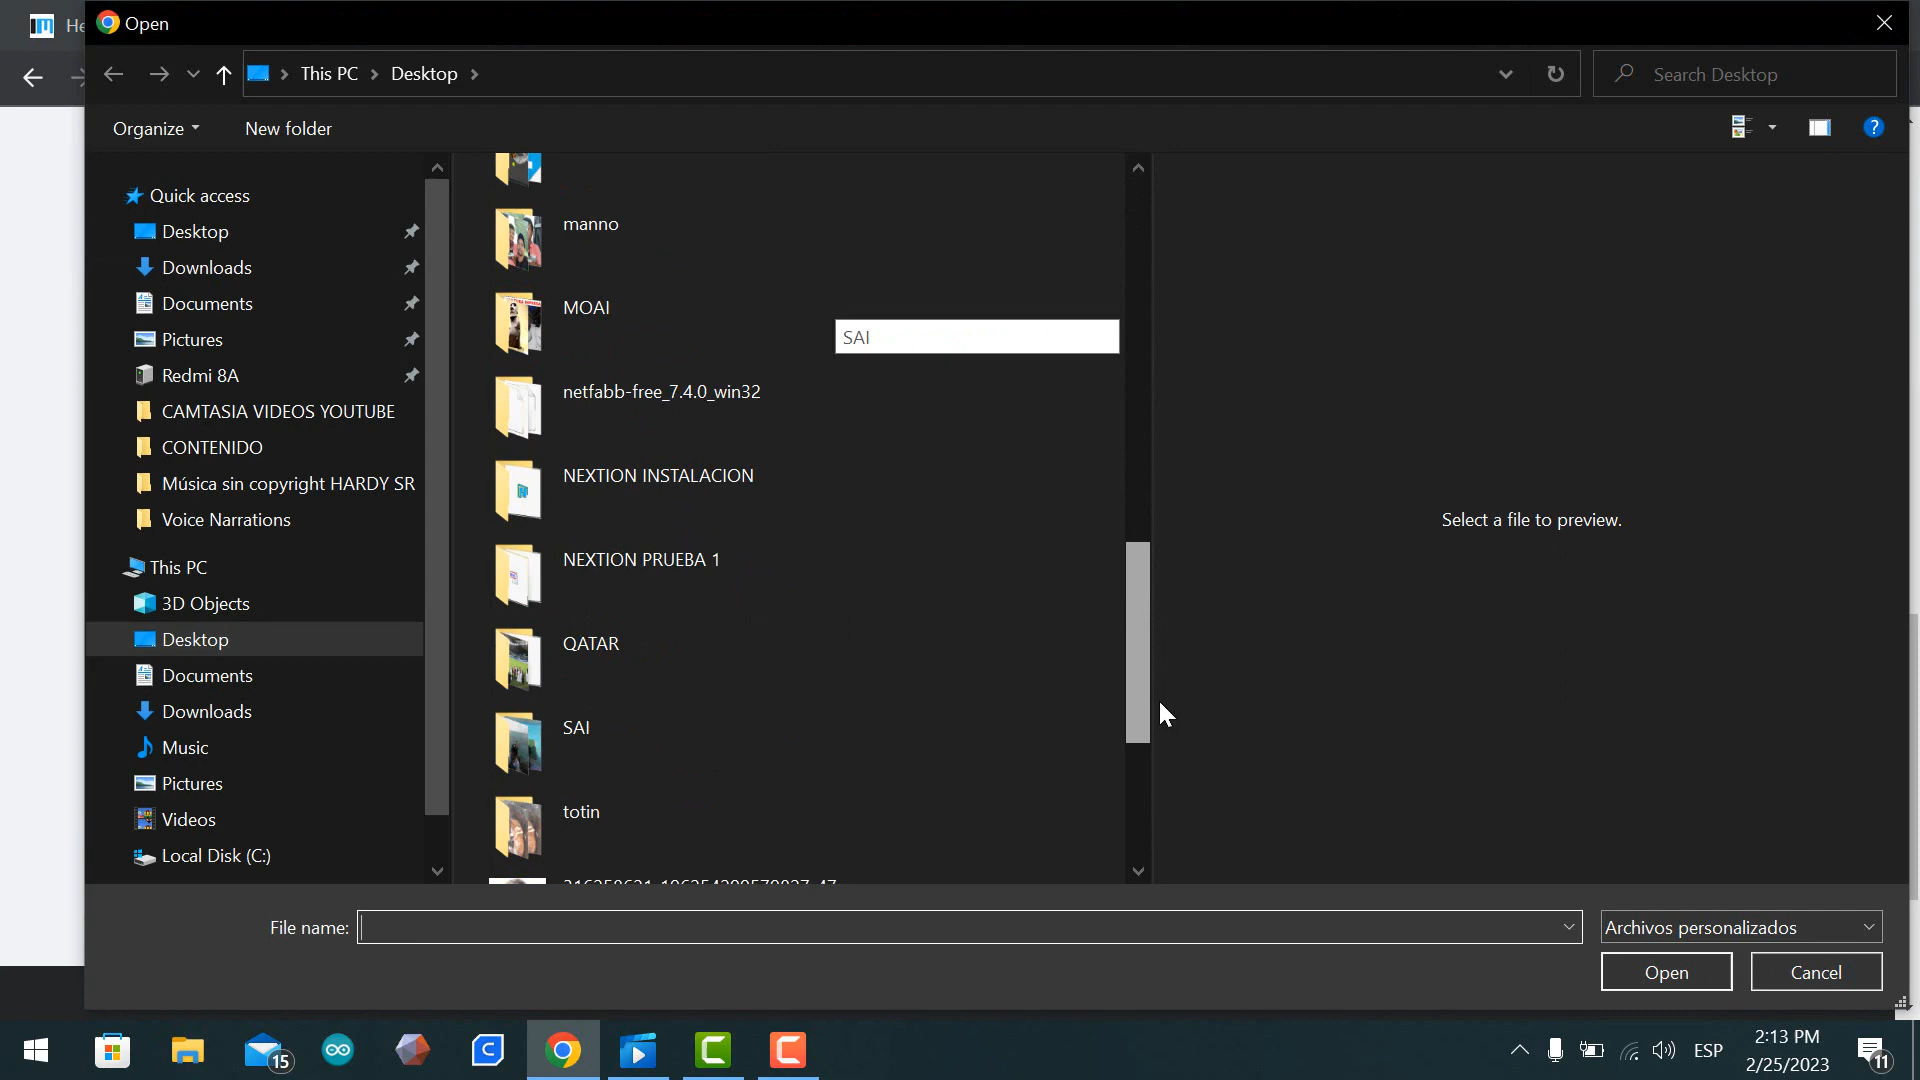 He
Open
This PC
Desktop
Search Desktop
Organize
New folder
Quick access
Desktop
Downloads
Documents
Pictures
Redmi 8A
CAMTASIA VIDEOS YOUTUBE
CONTENIDO
Música sin copyright HARDY SR
Voice Narrations
This PC
3D Objects
Desktop
Documents
Downloads
Music
Pictures
Videos
Local Disk (C:)
manno
MOAI
SAI
netfabb-free_7.4.0_win32
NEXTION INSTALACION
NEXTION PRUEBA 1
QATAR
SAI
totin
Select a file to preview.
File name:
Archivos personalizados
Open
Cancel
15
ESP
2:13 PM
2/25/2023
11